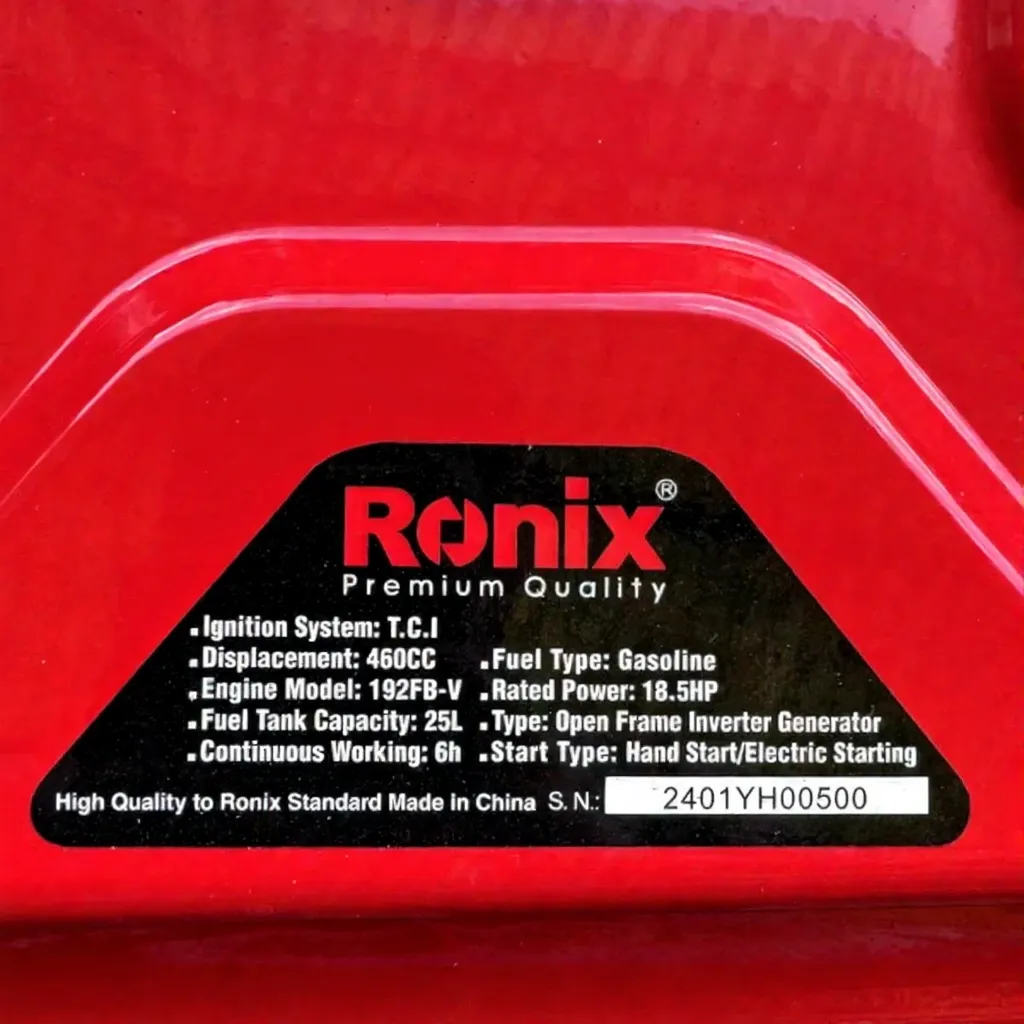 Ronix®
Premium Quality
.Ignition System: T.C.I
.Displacement: 460CC .Fuel Type: Gasoline
.Engine Model: 192FB-V .Rated Power: 18.5HP
.Fuel Tank Capacity: 25L .Type: Open Frame Inverter Generator
.Continuous Working: 6h .Start Type: Hand Start/Electric Starting
High Quality to Ronix Standard Made in China S. N.: 2401YH00500